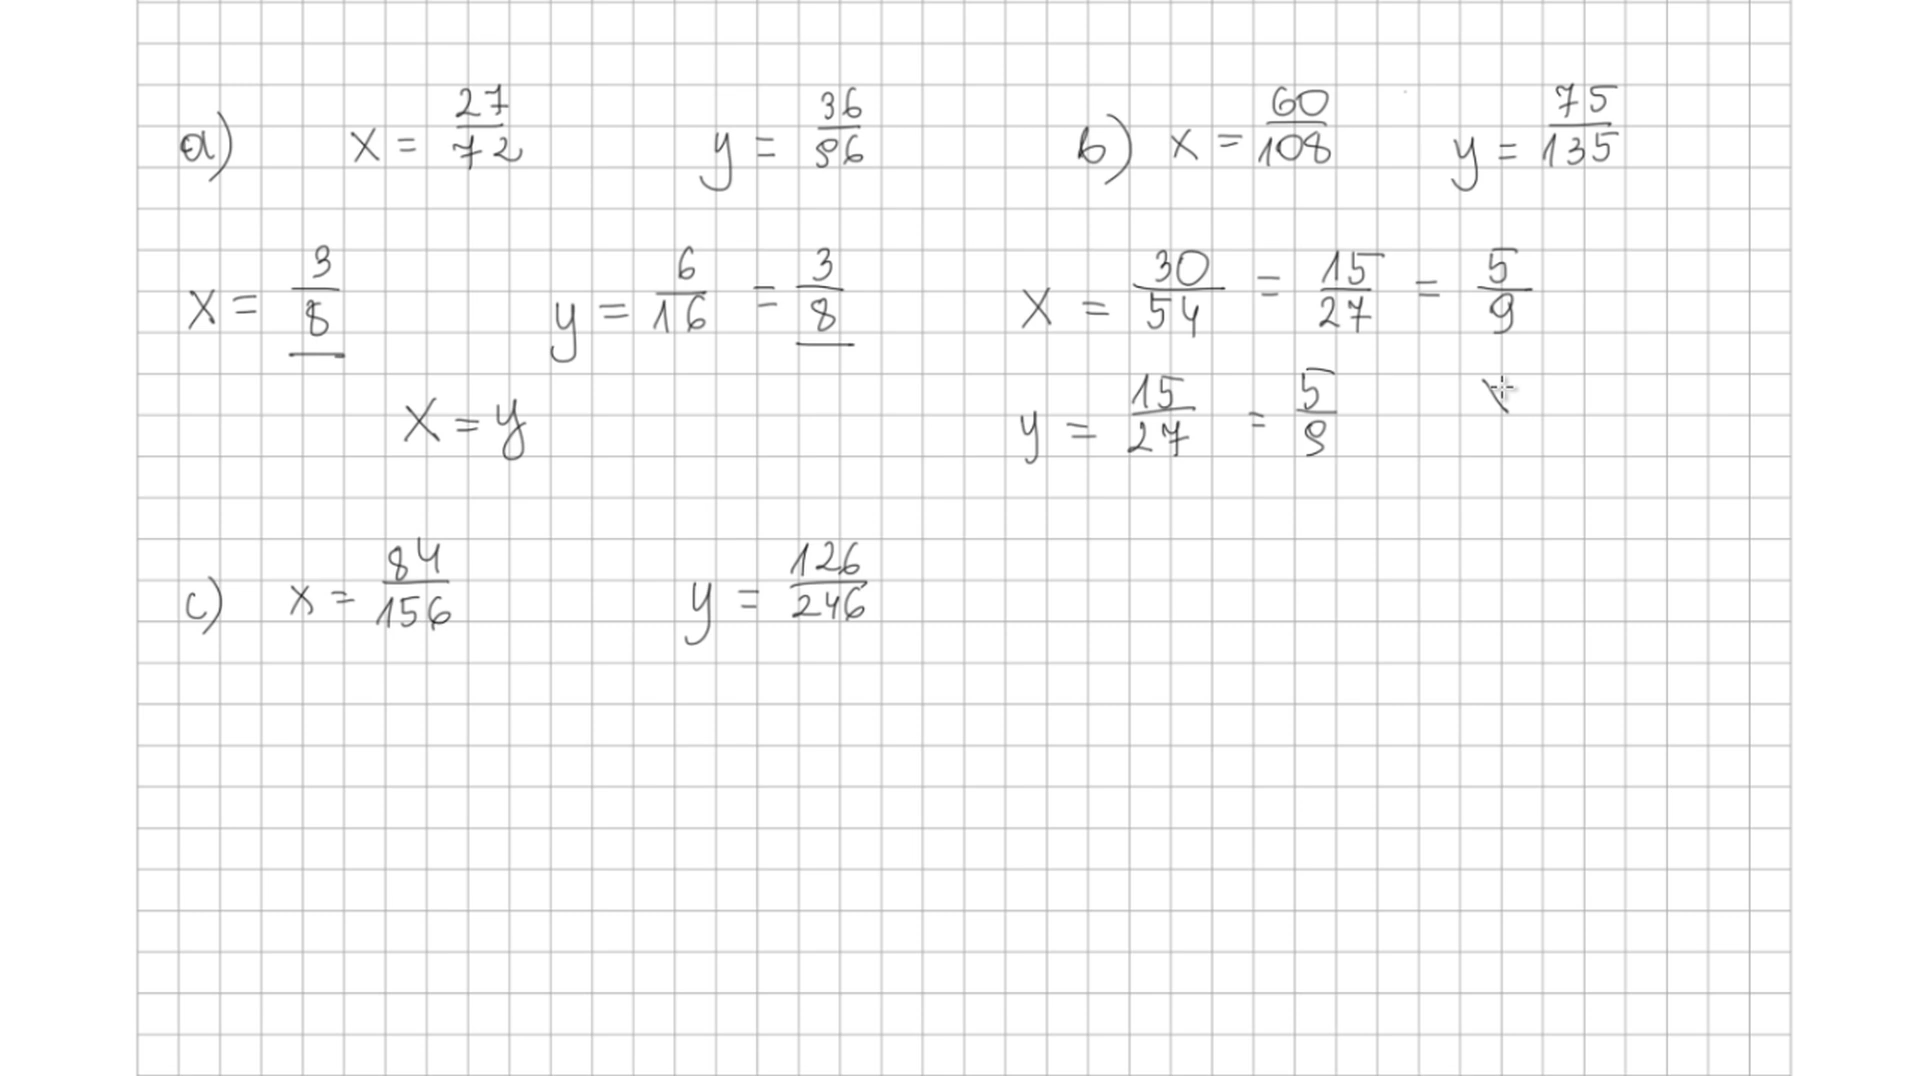 a) x = 27/72 y = 36/96
x = 3/8 y = 6/16 = 3/8
x = y
b) x = 60/108 y = 75/135
x = 30/54 = 15/27 = 5/9
y = 15/27 = 5/9
c) x = 84/156 y = 126/246